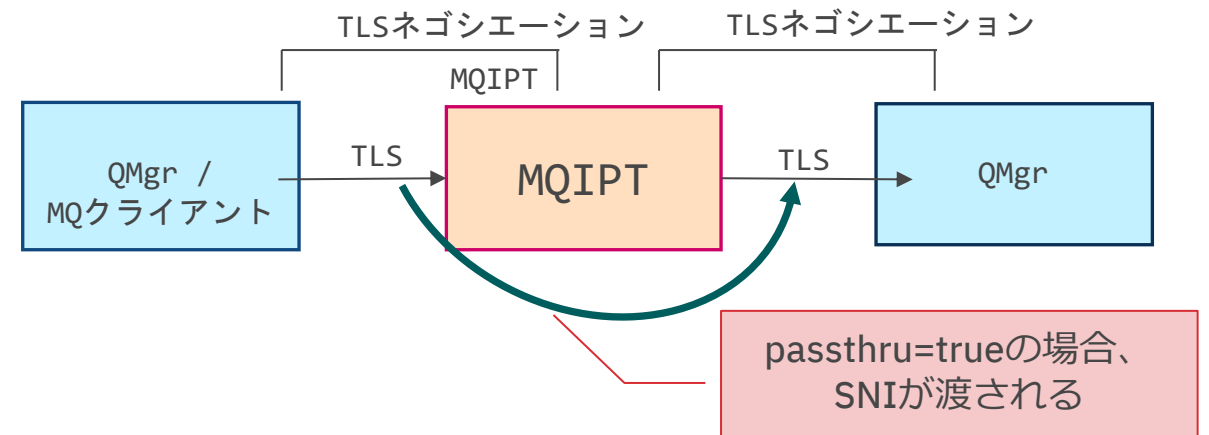 TLSネゴシエーション
TLSネゴシエーション
MQIPT
QMgr /
MQクライアント
TLS
MQIPT
TLS
QMgr
passthru=trueの場合、
SNIが渡される